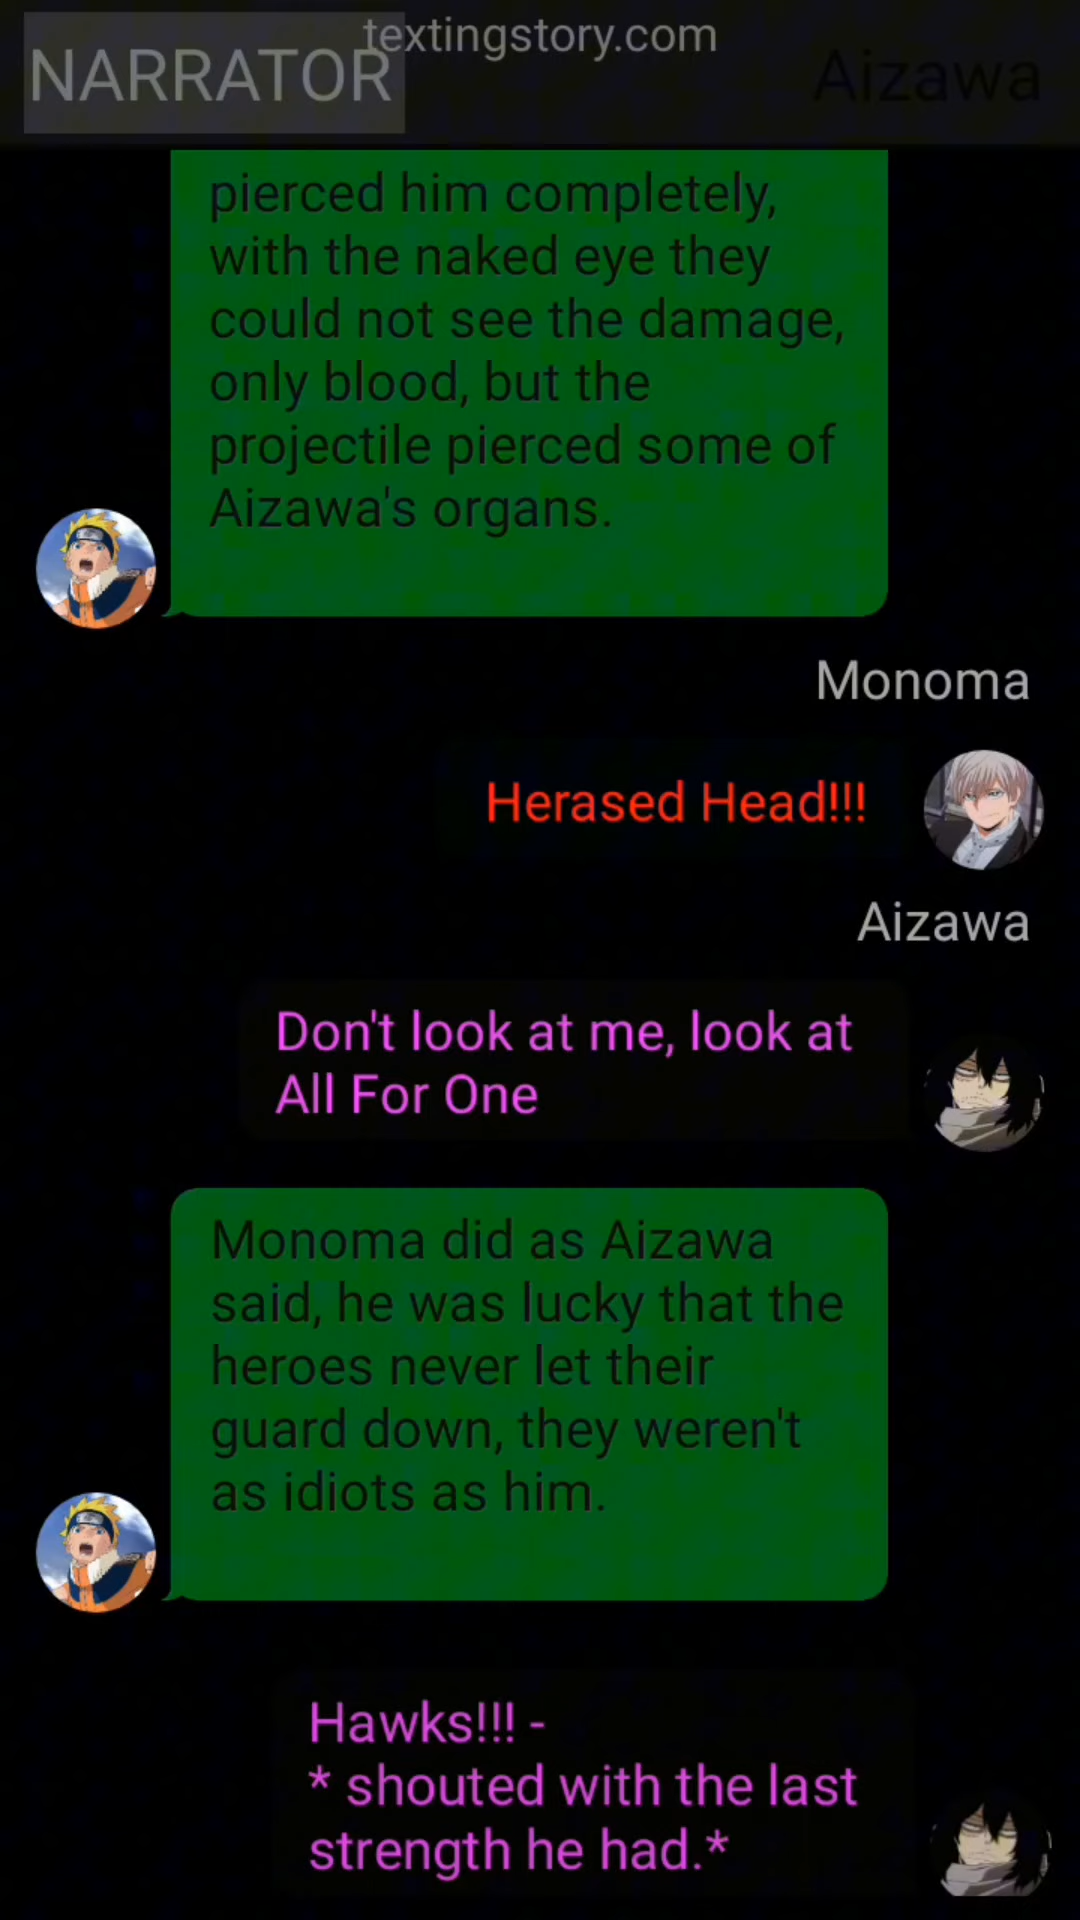 textingstory.com
NARRATOR
Aizawa
pierced him completely,
with the naked eye they
could not see the damage,
only blood, but the
projectile pierced some of
Aizawa's organs.
Monoma
Herased Head!!!
Aizawa
Don't look at me, look at
All For One
Monoma did as Aizawa
said, he was lucky that the
heroes never let their
guard down, they weren't
as idiots as him.
Hawks!!! -
* shouted with the last
strength he had.*